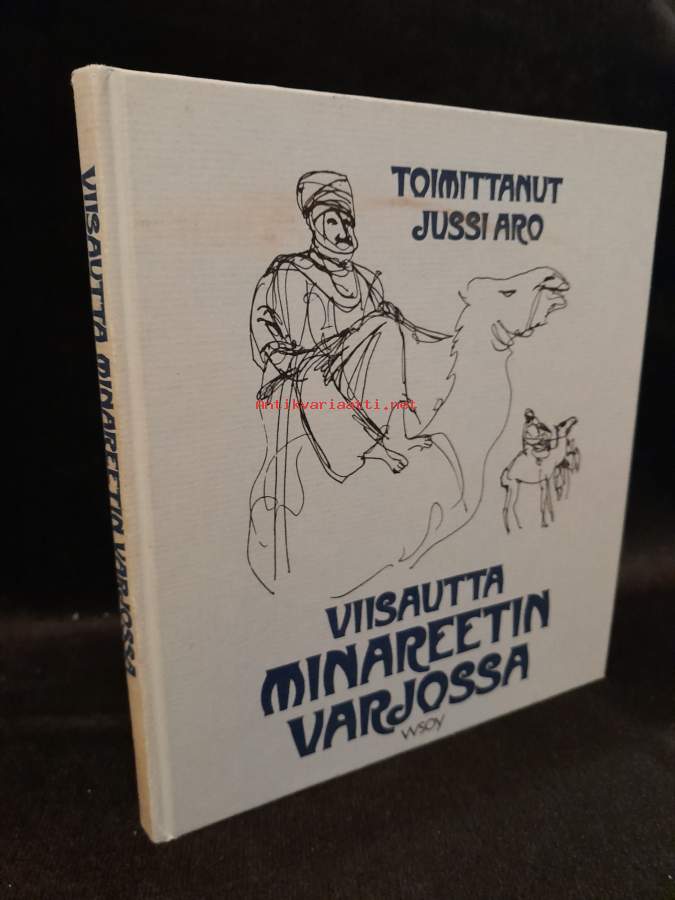 VIISAUTTA MINAREETIN VARJOSSA
TOIMITTANUT
JUSSI ARO
Antikvariaatti.net
VIISAUTTA
MINAREETIN
VARJOSSA
WSOY